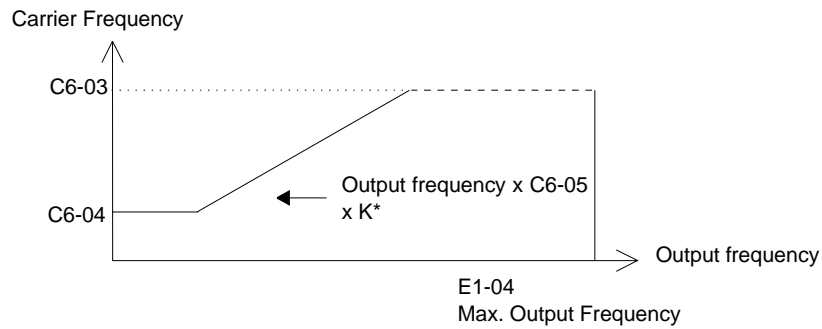 Carrier Frequency
C6-03
Output frequency x C6-05
x K*
C6-04
Output frequency
E1-04
Max. Output Frequency